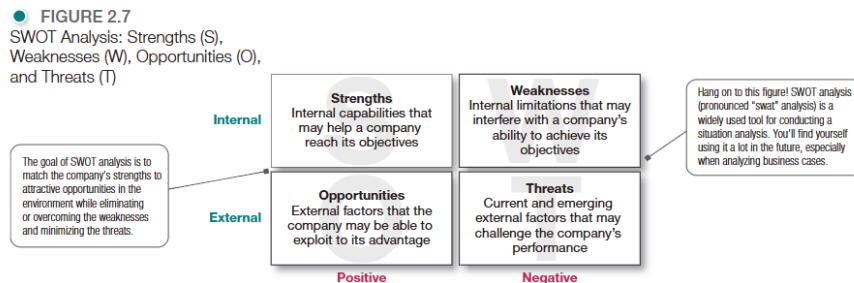 FIGURE 2.7
SWOT Analysis: Strengths (S),
Weaknesses (W), Opportunities (O),
and Threats (T)
Internal
Strengths
Internal capabilities that
may help a company
reach its objectives
Weaknesses
Internal limitations that may
interfere with a company's
ability to achieve its
objectives
Hang on to this figure! SWOT analysis
(pronounced “swat” analysis) is a
widely used tool for conducting a
situation analysis. You'll find yourself
using it a lot in the future, especially
when analyzing business cases.
The goal of SWOT analysis is to
match the company's strengths to
attractive opportunities in the
environment while eliminating
or overcoming the weaknesses
and minimizing the threats.
External
Opportunities
External factors that the
company may be able to
exploit to its advantage
Threats
Current and emerging
external factors that may
challenge the company's
performance
Positive
Negative
S
W
O
T